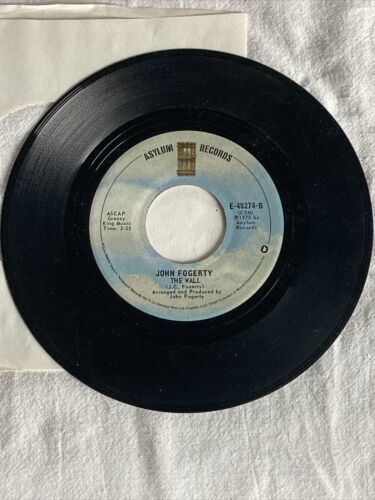 ASYLUM RECORDS
ASCAP
Greasy
King Music
Time: 2:55
E-45274-B
(CSM)
℗1975 by
Asylum
Records
JOHN FOGERTY
THE WALL
(J.C. Fogerty)
Arranged and Produced by
John Fogerty